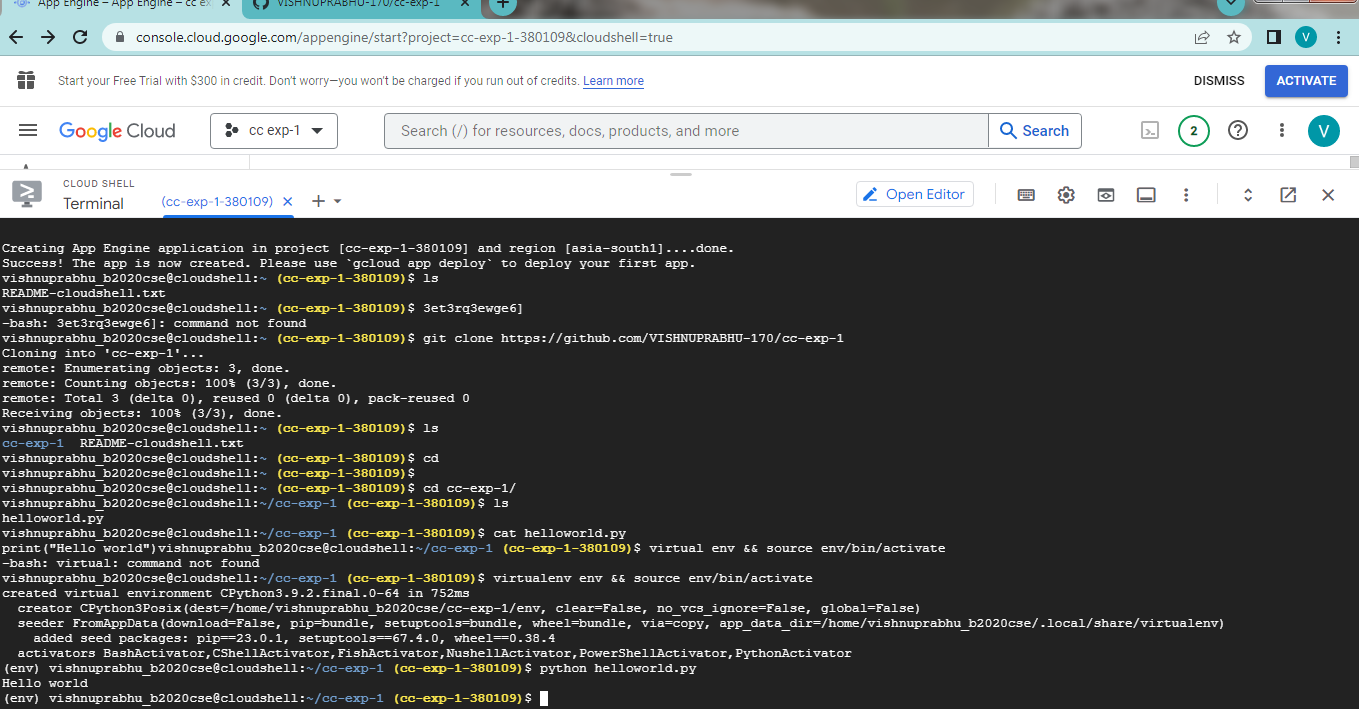 App Engine – App Engine – cc ex
VISHNUPRABHU-170/cc-exp-1
console.cloud.google.com/appengine/start?project=cc-exp-1-380109&cloudshell=true
V
Start your Free Trial with $300 in credit. Don't worry—you won't be charged if you run out of credits. Learn more
DISMISS
ACTIVATE
Google Cloud
cc exp-1
Search (/) for resources, docs, products, and more
Search
2
V
CLOUD SHELL
Terminal
(cc-exp-1-380109)
Open Editor
Creating App Engine application in project [cc-exp-1-380109] and region [asia-south1]....done.
Success! The app is now created. Please use `gcloud app deploy` to deploy your first app.
vishnuprabhu_b2020cse@cloudshell:~ (cc-exp-1-380109)$ ls
README-cloudshell.txt
vishnuprabhu_b2020cse@cloudshell:~ (cc-exp-1-380109)$ 3et3rq3ewge6]
-bash: 3et3rq3ewge6]: command not found
vishnuprabhu_b2020cse@cloudshell:~ (cc-exp-1-380109)$ git clone https://github.com/VISHNUPRABHU-170/cc-exp-1
Cloning into 'cc-exp-1'...
remote: Enumerating objects: 3, done.
remote: Counting objects: 100% (3/3), done.
remote: Total 3 (delta 0), reused 0 (delta 0), pack-reused 0
Receiving objects: 100% (3/3), done.
vishnuprabhu_b2020cse@cloudshell:~ (cc-exp-1-380109)$ ls
cc-exp-1  README-cloudshell.txt
vishnuprabhu_b2020cse@cloudshell:~ (cc-exp-1-380109)$ cd
vishnuprabhu_b2020cse@cloudshell:~ (cc-exp-1-380109)$
vishnuprabhu_b2020cse@cloudshell:~ (cc-exp-1-380109)$ cd cc-exp-1/
vishnuprabhu_b2020cse@cloudshell:~/cc-exp-1 (cc-exp-1-380109)$ ls
helloworld.py
vishnuprabhu_b2020cse@cloudshell:~/cc-exp-1 (cc-exp-1-380109)$ cat helloworld.py
print("Hello world")vishnuprabhu_b2020cse@cloudshell:~/cc-exp-1 (cc-exp-1-380109)$ virtual env && source env/bin/activate
-bash: virtual: command not found
vishnuprabhu_b2020cse@cloudshell:~/cc-exp-1 (cc-exp-1-380109)$ virtualenv env && source env/bin/activate
created virtual environment CPython3.9.2.final.0-64 in 752ms
  creator CPython3Posix(dest=/home/vishnuprabhu_b2020cse/cc-exp-1/env, clear=False, no_vcs_ignore=False, global=False)
  seeder FromAppData(download=False, pip=bundle, setuptools=bundle, wheel=bundle, via=copy, app_data_dir=/home/vishnuprabhu_b2020cse/.local/share/virtualenv)
    added seed packages: pip==23.0.1, setuptools==67.4.0, wheel==0.38.4
  activators BashActivator,CShellActivator,FishActivator,NushellActivator,PowerShellActivator,PythonActivator
(env) vishnuprabhu_b2020cse@cloudshell:~/cc-exp-1 (cc-exp-1-380109)$ python helloworld.py
Hello world
(env) vishnuprabhu_b2020cse@cloudshell:~/cc-exp-1 (cc-exp-1-380109)$